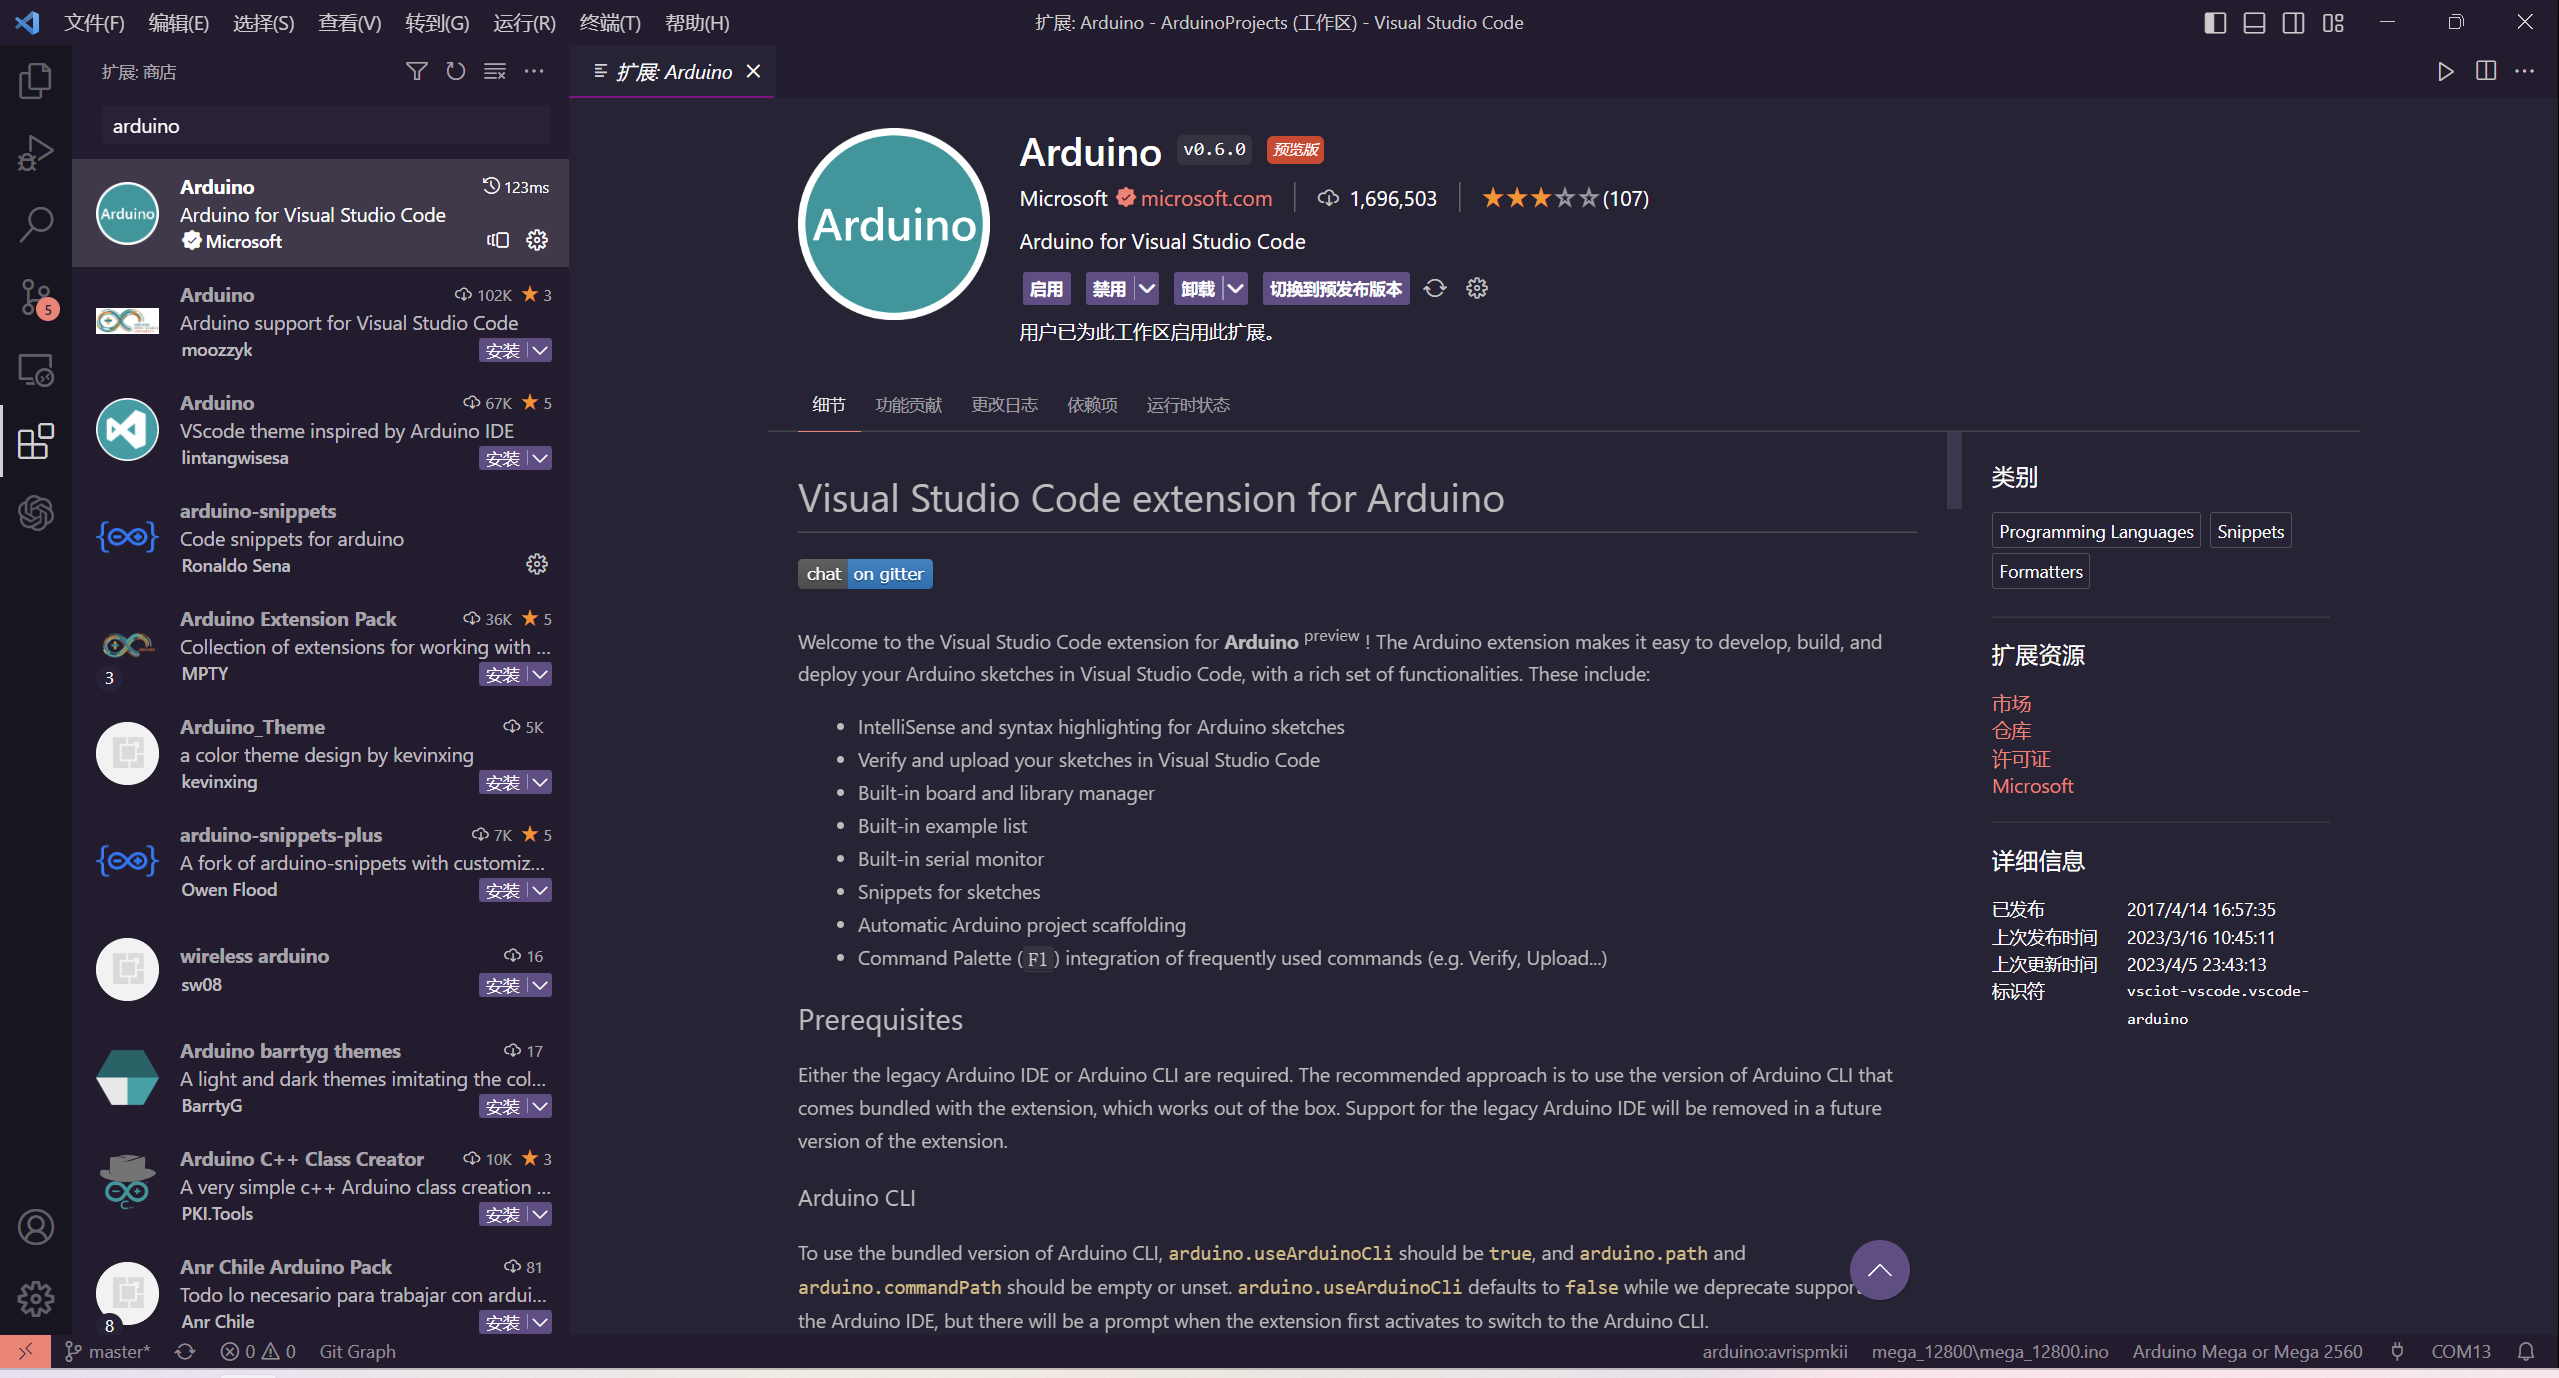 文件(F) 编辑(E) 选择(S) 查看(V) 转到(G) 运行(R) 终端(T) 帮助(H)
扩展: Arduino - ArduinoProjects (工作区) - Visual Studio Code
扩展: 商店
arduino
Arduino
123ms
Arduino
Arduino for Visual Studio Code
Microsoft
Arduino
102K ★ 3
Arduino support for Visual Studio Code
moozzyk
安装
Arduino
67K ★ 5
VScode theme inspired by Arduino IDE
lintangwisesa
安装
arduino-snippets
Code snippets for arduino
Ronaldo Sena
Arduino Extension Pack
36K ★ 5
Collection of extensions for working with ...
3
MPTY
安装
Arduino_Theme
5K
a color theme design by kevinxing
kevinxing
安装
arduino-snippets-plus
7K ★ 5
A fork of arduino-snippets with customiz...
Owen Flood
安装
wireless arduino
16
sw08
安装
Arduino barrtyg themes
17
A light and dark themes imitating the col...
BarrtyG
安装
Arduino C++ Class Creator
10K ★ 3
A very simple c++ Arduino class creation ...
PKI.Tools
安装
Anr Chile Arduino Pack
81
Todo lo necesario para trabajar con ardui...
8
Anr Chile
安装
5
扩展: Arduino
Arduino
Arduino
v0.6.0
预览版
Microsoft microsoft.com
1,696,503
★★★☆☆(107)
Arduino for Visual Studio Code
启用 禁用 卸载 切换到预发布版本
用户已为此工作区启用此扩展。
细节 功能贡献 更改日志 依赖项 运行时状态
Visual Studio Code extension for Arduino
chat on gitter
Welcome to the Visual Studio Code extension for Arduino preview ! The Arduino extension makes it easy to develop, build, and
deploy your Arduino sketches in Visual Studio Code, with a rich set of functionalities. These include:
• IntelliSense and syntax highlighting for Arduino sketches
• Verify and upload your sketches in Visual Studio Code
• Built-in board and library manager
• Built-in example list
• Built-in serial monitor
• Snippets for sketches
• Automatic Arduino project scaffolding
• Command Palette (F1) integration of frequently used commands (e.g. Verify, Upload...)
Prerequisites
Either the legacy Arduino IDE or Arduino CLI are required. The recommended approach is to use the version of Arduino CLI that
comes bundled with the extension, which works out of the box. Support for the legacy Arduino IDE will be removed in a future
version of the extension.
Arduino CLI
To use the bundled version of Arduino CLI, arduino.useArduinoCli should be true, and arduino.path and
arduino.commandPath should be empty or unset. arduino.useArduinoCli defaults to false while we deprecate support
the Arduino IDE, but there will be a prompt when the extension first activates to switch to the Arduino CLI.
类别
Programming Languages Snippets
Formatters
扩展资源
市场
仓库
许可证
Microsoft
详细信息
已发布 2017/4/14 16:57:35
上次发布时间 2023/3/16 10:45:11
上次更新时间 2023/4/5 23:43:13
标识符 vsciot-vscode.vscode-
arduino
master* 0 0 Git Graph
arduino:avrispmkii mega_12800\mega_12800.ino Arduino Mega or Mega 2560 COM13